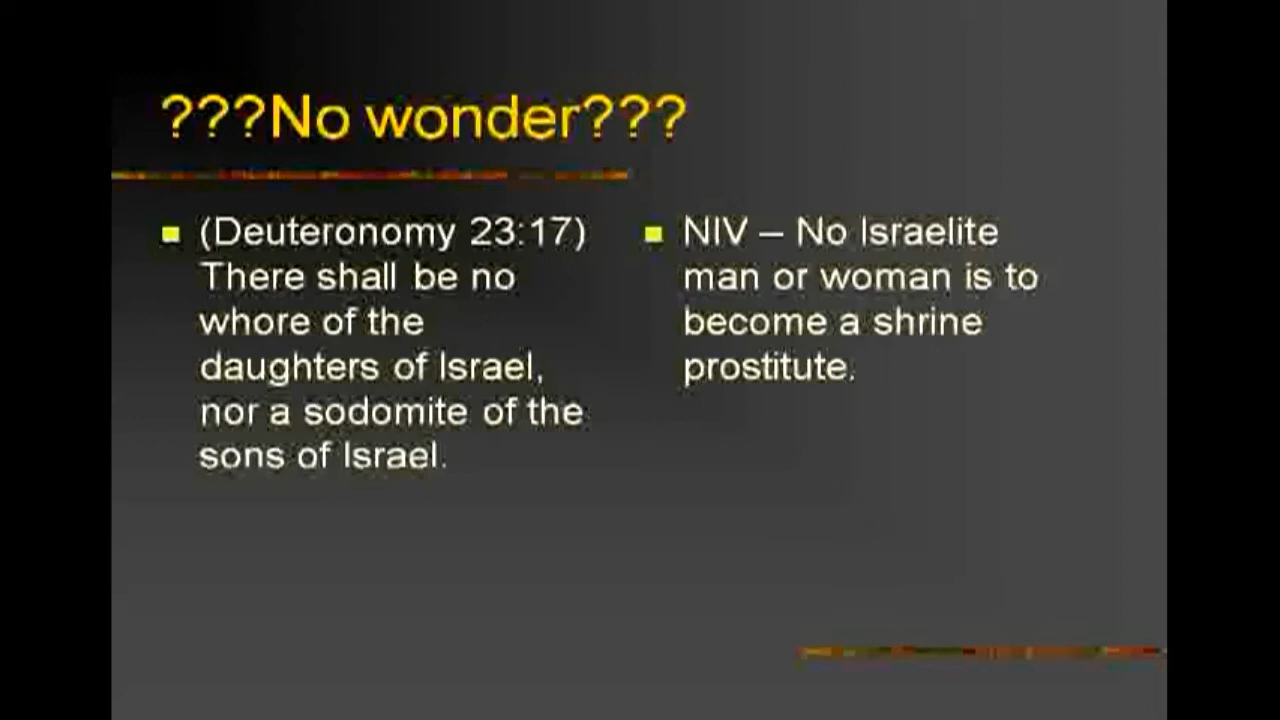 ???No wonder???
(Deuteronomy 23:17)
There shall be no
whore of the
daughters of Israel,
nor a sodomite of the
sons of Israel.
NIV – No Israelite
man or woman is to
become a shrine
prostitute.